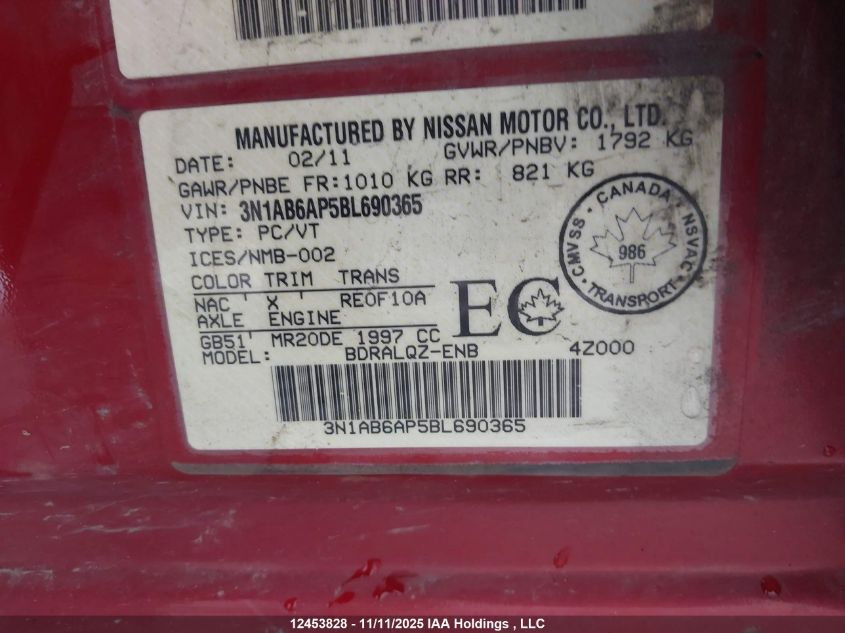 MANUFACTURED BY NISSAN MOTOR CO., LTD.
DATE: 02/11 GVWR/PNBV: 1792 KG
GAWR/PNBE FR:1010 KG RR: 821 KG
VIN: 3N1AB6AP5BL690365
TYPE: PC/VT
ICES/NMB-002
COLOR TRIM TRANS
NAC ' X ' RE0F10A
AXLE ENGINE
GB51' MR20DE 1997 CC
MODEL: BDRALQZ-ENB 4Z000
EC
CANADA
CMVSS · NSVAC
986
TRANSPORT
3N1AB6AP5BL690365
12453828 - 11/11/2025 IAA Holdings , LLC